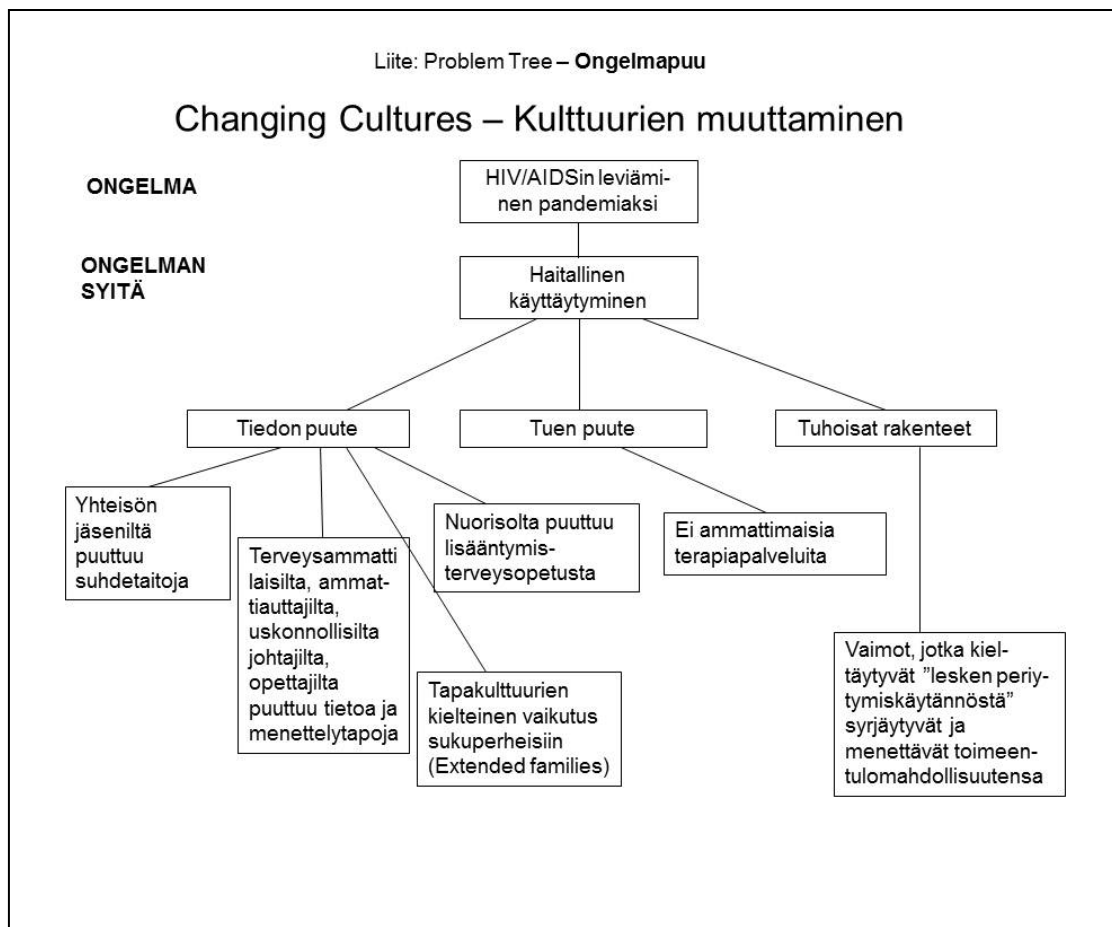 Liite: Problem Tree – Ongelmapuu
Changing Cultures – Kulttuurien muuttaminen
ONGELMA
HIV/AIDSin leviämi-
nen pandemiaksi
ONGELMAN
SYITÄ
Haitallinen
käyttäytyminen
Tiedon puute
Tuen puute
Tuhoisat rakenteet
Yhteisön
jäseniltä
puuttuu
suhdetaitoja
Terveysammatti
laisilta, ammat-
tiauttajilta,
uskonnollisilta
johtajilta,
opettajilta
puuttuu tietoa ja
menettelytapoja
Tapakulttuurien
kielteinen vaikutus
sukuperheisiin
(Extended families)
Nuorisolta puuttuu
lisääntymis-
terveysopetusta
Ei ammattimaisia
terapiapalveluita
Vaimot, jotka kiel-
täytyvät ”lesken periy-
tymiskäytännöstä”
syrjäytyvät ja
menettävät toimeen-
tulomahdollisuutensa